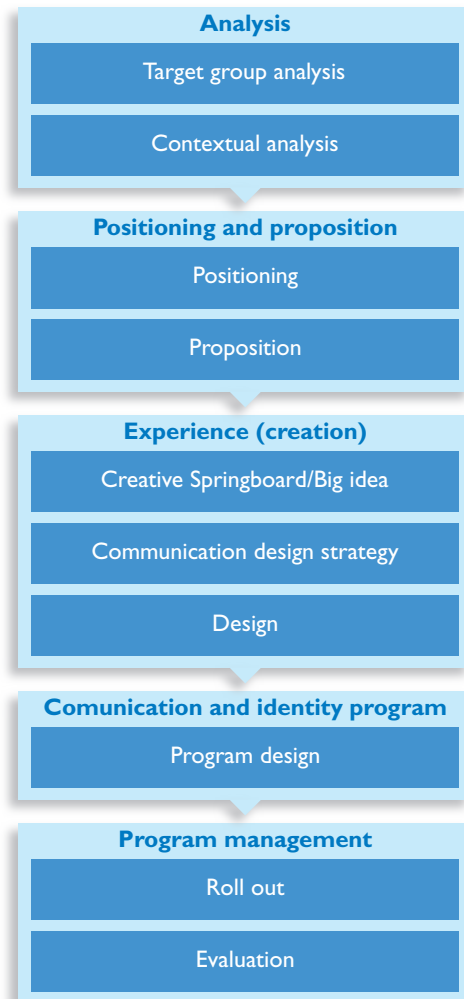 Analysis
Target group analysis
Contextual analysis
Positioning and proposition
Positioning
Proposition
Experience (creation)
Creative Springboard/Big idea
Communication design strategy
Design
Comunication and identity program
Program design
Program management
Roll out
Evaluation